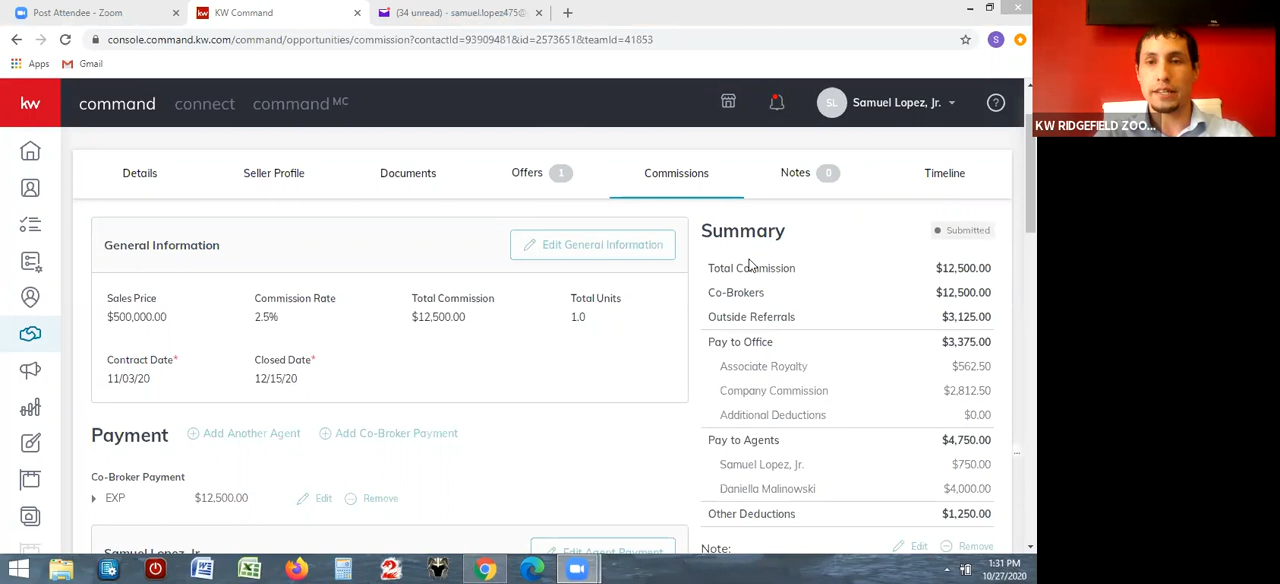 Post Attendee - Zoom
KW Command
(34 unread) - samuel.lopez475@
console.command.kw.com/command/opportunities/commission?contactId=93909481&id=2573651&teamId=41853
S
Apps
Gmail
KW RIDGEFIELD ZOO...
kw
command
connect
command MC
SL
Samuel Lopez, Jr.
Details
Seller Profile
Documents
Offers 1
Commissions
Notes 0
Timeline
General Information
Edit General Information
Sales Price
Commission Rate
Total Commission
Total Units
$500,000.00
2.5%
$12,500.00
1.0
Contract Date*
Closed Date*
11/03/20
12/15/20
Payment
Add Another Agent
Add Co-Broker Payment
Co-Broker Payment
EXP
$12,500.00
Edit
Remove
Samuel Lopez, Jr.
Edit Agent Payment
Summary
Submitted
Total Commission $12,500.00
Co-Brokers $12,500.00
Outside Referrals $3,125.00
Pay to Office $3,375.00
Associate Royalty $562.50
Company Commission $2,812.50
Additional Deductions $0.00
Pay to Agents $4,750.00
Samuel Lopez, Jr. $750.00
Daniella Malinowski $4,000.00
Other Deductions $1,250.00
Note:
Edit
Remove
1:31 PM
10/27/2020